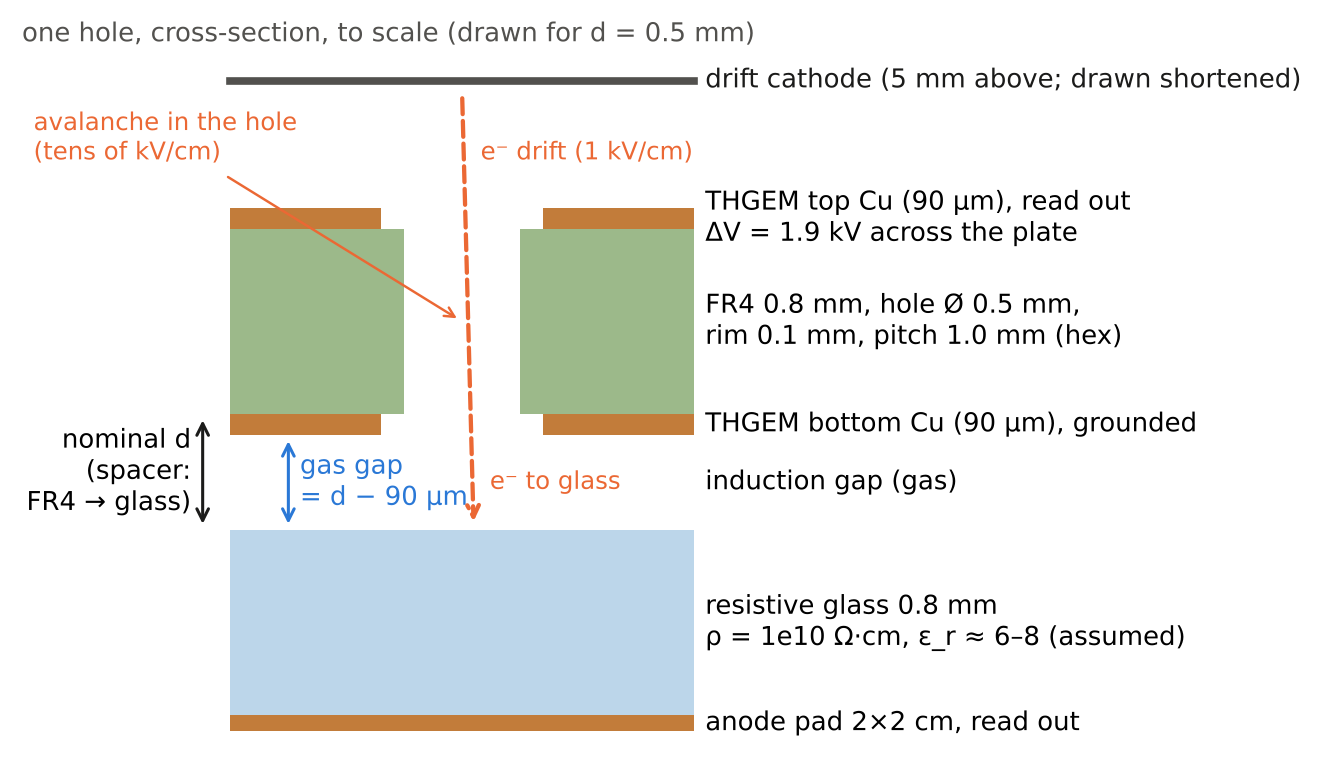 one hole, cross-section, to scale (drawn for d = 0.5 mm)
drift cathode (5 mm above; drawn shortened)
avalanche in the hole
(tens of kV/cm)
e⁻ drift (1 kV/cm)
THGEM top Cu (90 µm), read out
ΔV = 1.9 kV across the plate
FR4 0.8 mm, hole Ø 0.5 mm,
rim 0.1 mm, pitch 1.0 mm (hex)
THGEM bottom Cu (90 µm), grounded
nominal d
(spacer:
FR4 → glass)
gas gap
= d − 90 µm
e⁻ to glass
induction gap (gas)
resistive glass 0.8 mm
ρ = 1e10 Ω·cm, ε_r ≈ 6–8 (assumed)
anode pad 2×2 cm, read out